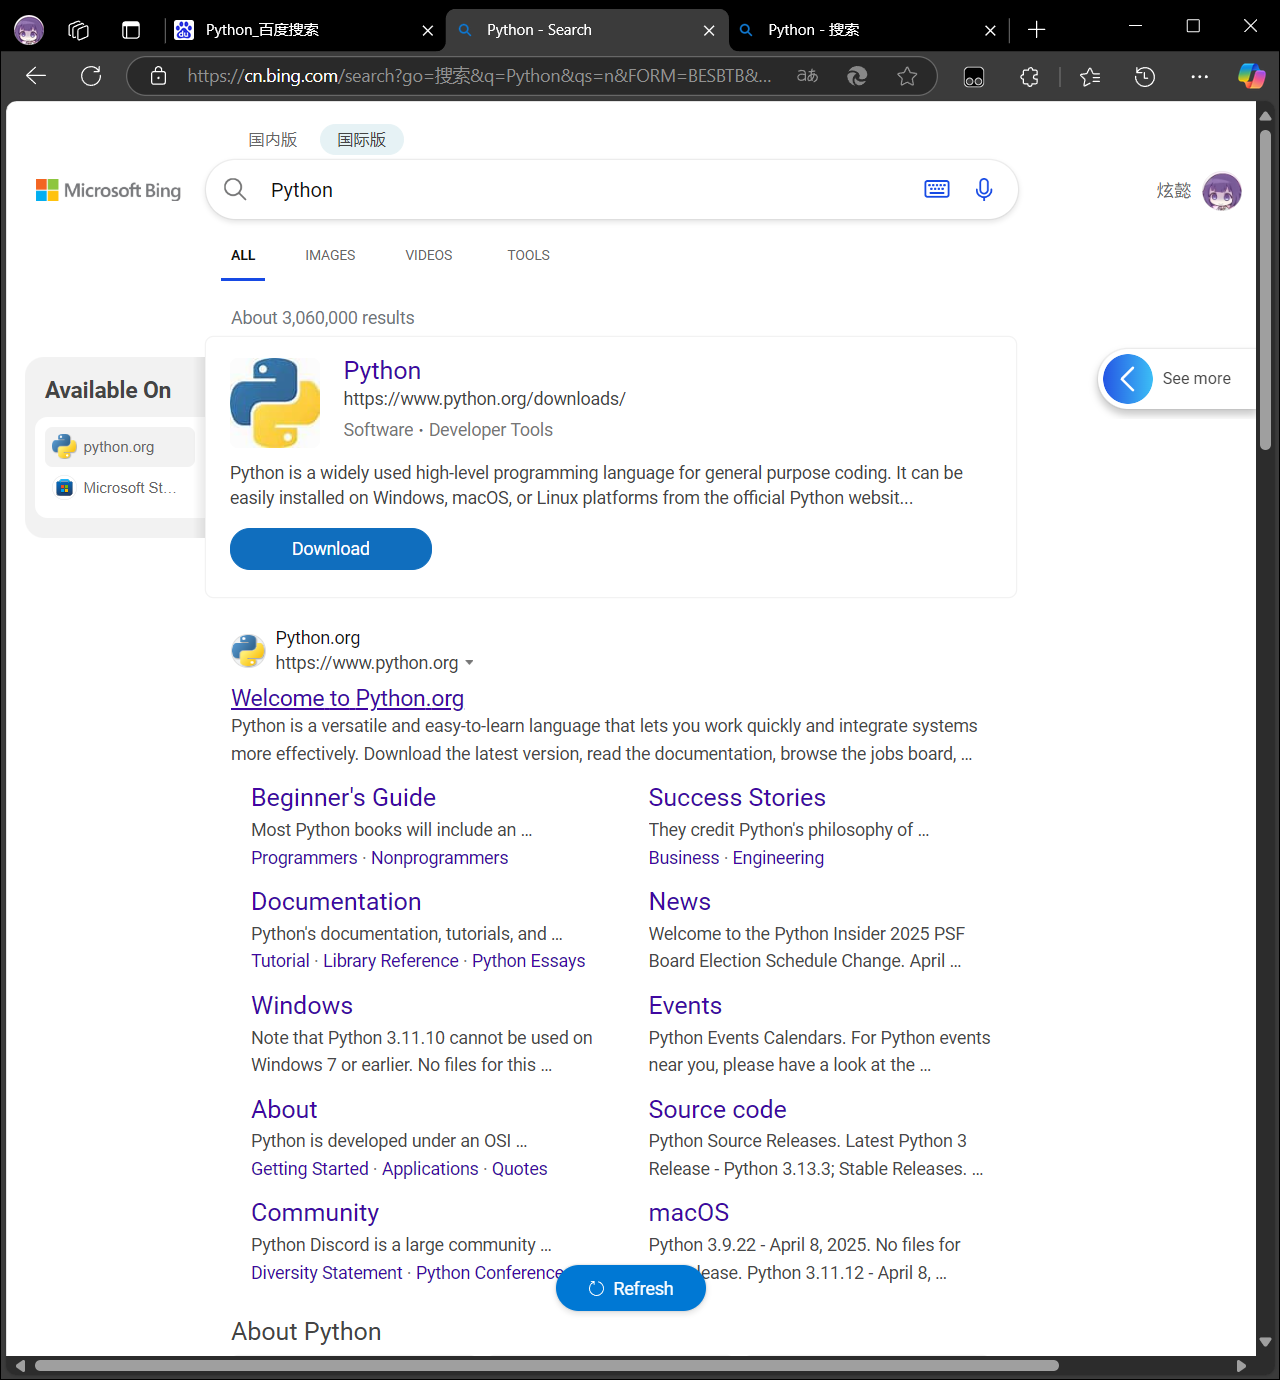 Python_百度搜索
Python - Search
Python - 搜索
https://cn.bing.com/search?go=搜索&q=Python&qs=n&FORM=BESBTB&...
国内版
国际版
Microsoft Bing
Python
炫懿
ALL
IMAGES
VIDEOS
TOOLS
About 3,060,000 results
Available On
python.org
Microsoft St...
Python
https://www.python.org/downloads/
Software • Developer Tools
Python is a widely used high-level programming language for general purpose coding. It can be
easily installed on Windows, macOS, or Linux platforms from the official Python websit...
Download
See more
Python.org
https://www.python.org
Welcome to Python.org
Python is a versatile and easy-to-learn language that lets you work quickly and integrate systems
more effectively. Download the latest version, read the documentation, browse the jobs board, ...
Beginner's Guide
Most Python books will include an ...
Programmers · Nonprogrammers
Success Stories
They credit Python's philosophy of ...
Business · Engineering
Documentation
Python's documentation, tutorials, and ...
Tutorial · Library Reference · Python Essays
News
Welcome to the Python Insider 2025 PSF
Board Election Schedule Change. April ...
Windows
Note that Python 3.11.10 cannot be used on
Windows 7 or earlier. No files for this ...
Events
Python Events Calendars. For Python events
near you, please have a look at the ...
About
Python is developed under an OSI ...
Getting Started · Applications · Quotes
Source code
Python Source Releases. Latest Python 3
Release - Python 3.13.3; Stable Releases. ...
Community
Python Discord is a large community ...
Diversity Statement · Python Conference
macOS
Python 3.9.22 - April 8, 2025. No files for
lease. Python 3.11.12 - April 8, ...
Refresh
About Python